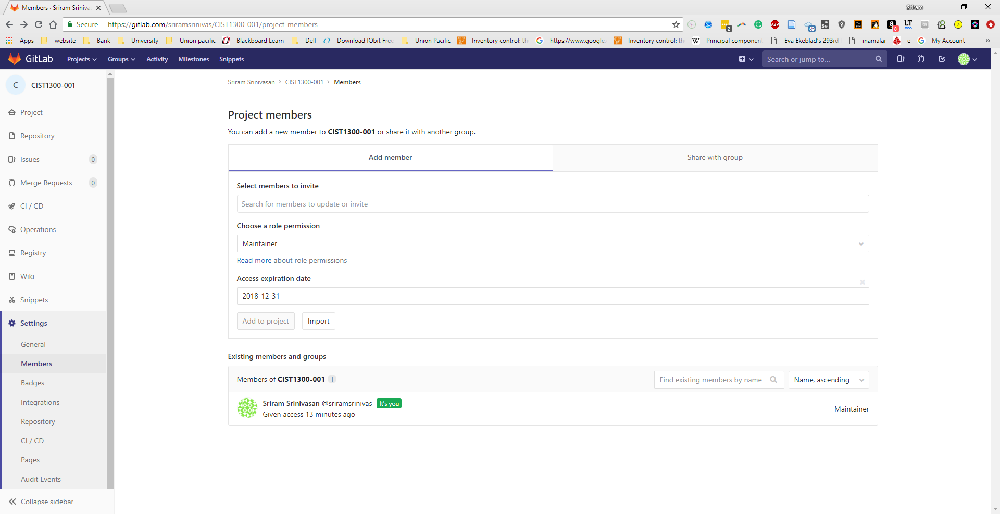 Members · Sriram Sriniva
Sriram
Secure https://gitlab.com/sriramsrinivas/CIST1300-001/project_members
2 ABP 69 Se 8 LT
Apps website Bank University Union pacific Blackboard Learn Dell Download IObit Free Union Pacific Inventory control: th https://www.google. Inventory control: th W Principal component Eva Ekeblad's 293rd inamalar e My Account »
GitLab Projects Groups Activity Milestones Snippets Search or jump to...
C CIST1300-001
Sriram Srinivasan › CIST1300-001 › Members
Project
Repository
Issues 0
Merge Requests 0
CI / CD
Operations
Registry
Wiki
Snippets
Settings
General
Members
Badges
Integrations
Repository
CI / CD
Pages
Audit Events
Collapse sidebar
Project members
You can add a new member to CIST1300-001 or share it with another group.
Add member Share with group
Select members to invite
Search for members to update or invite
Choose a role permission
Maintainer
Read more about role permissions
Access expiration date
2018-12-31
Add to project Import
Existing members and groups
Members of CIST1300-001 1 Find existing members by name Name, ascending
Sriram Srinivasan @sriramsrinivas It's you
Given access 13 minutes ago
Maintainer